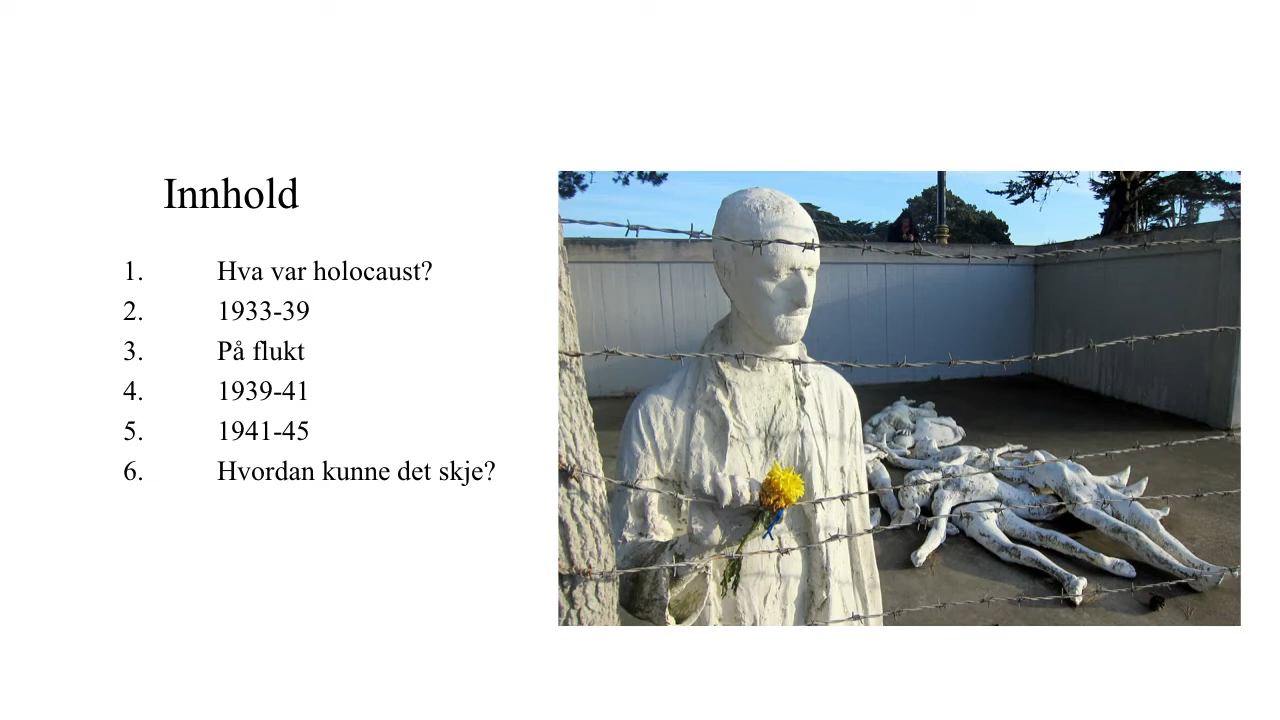 Innhold
1. Hva var holocaust?
2. 1933-39
3. På flukt
4. 1939-41
5. 1941-45
6. Hvordan kunne det skje?